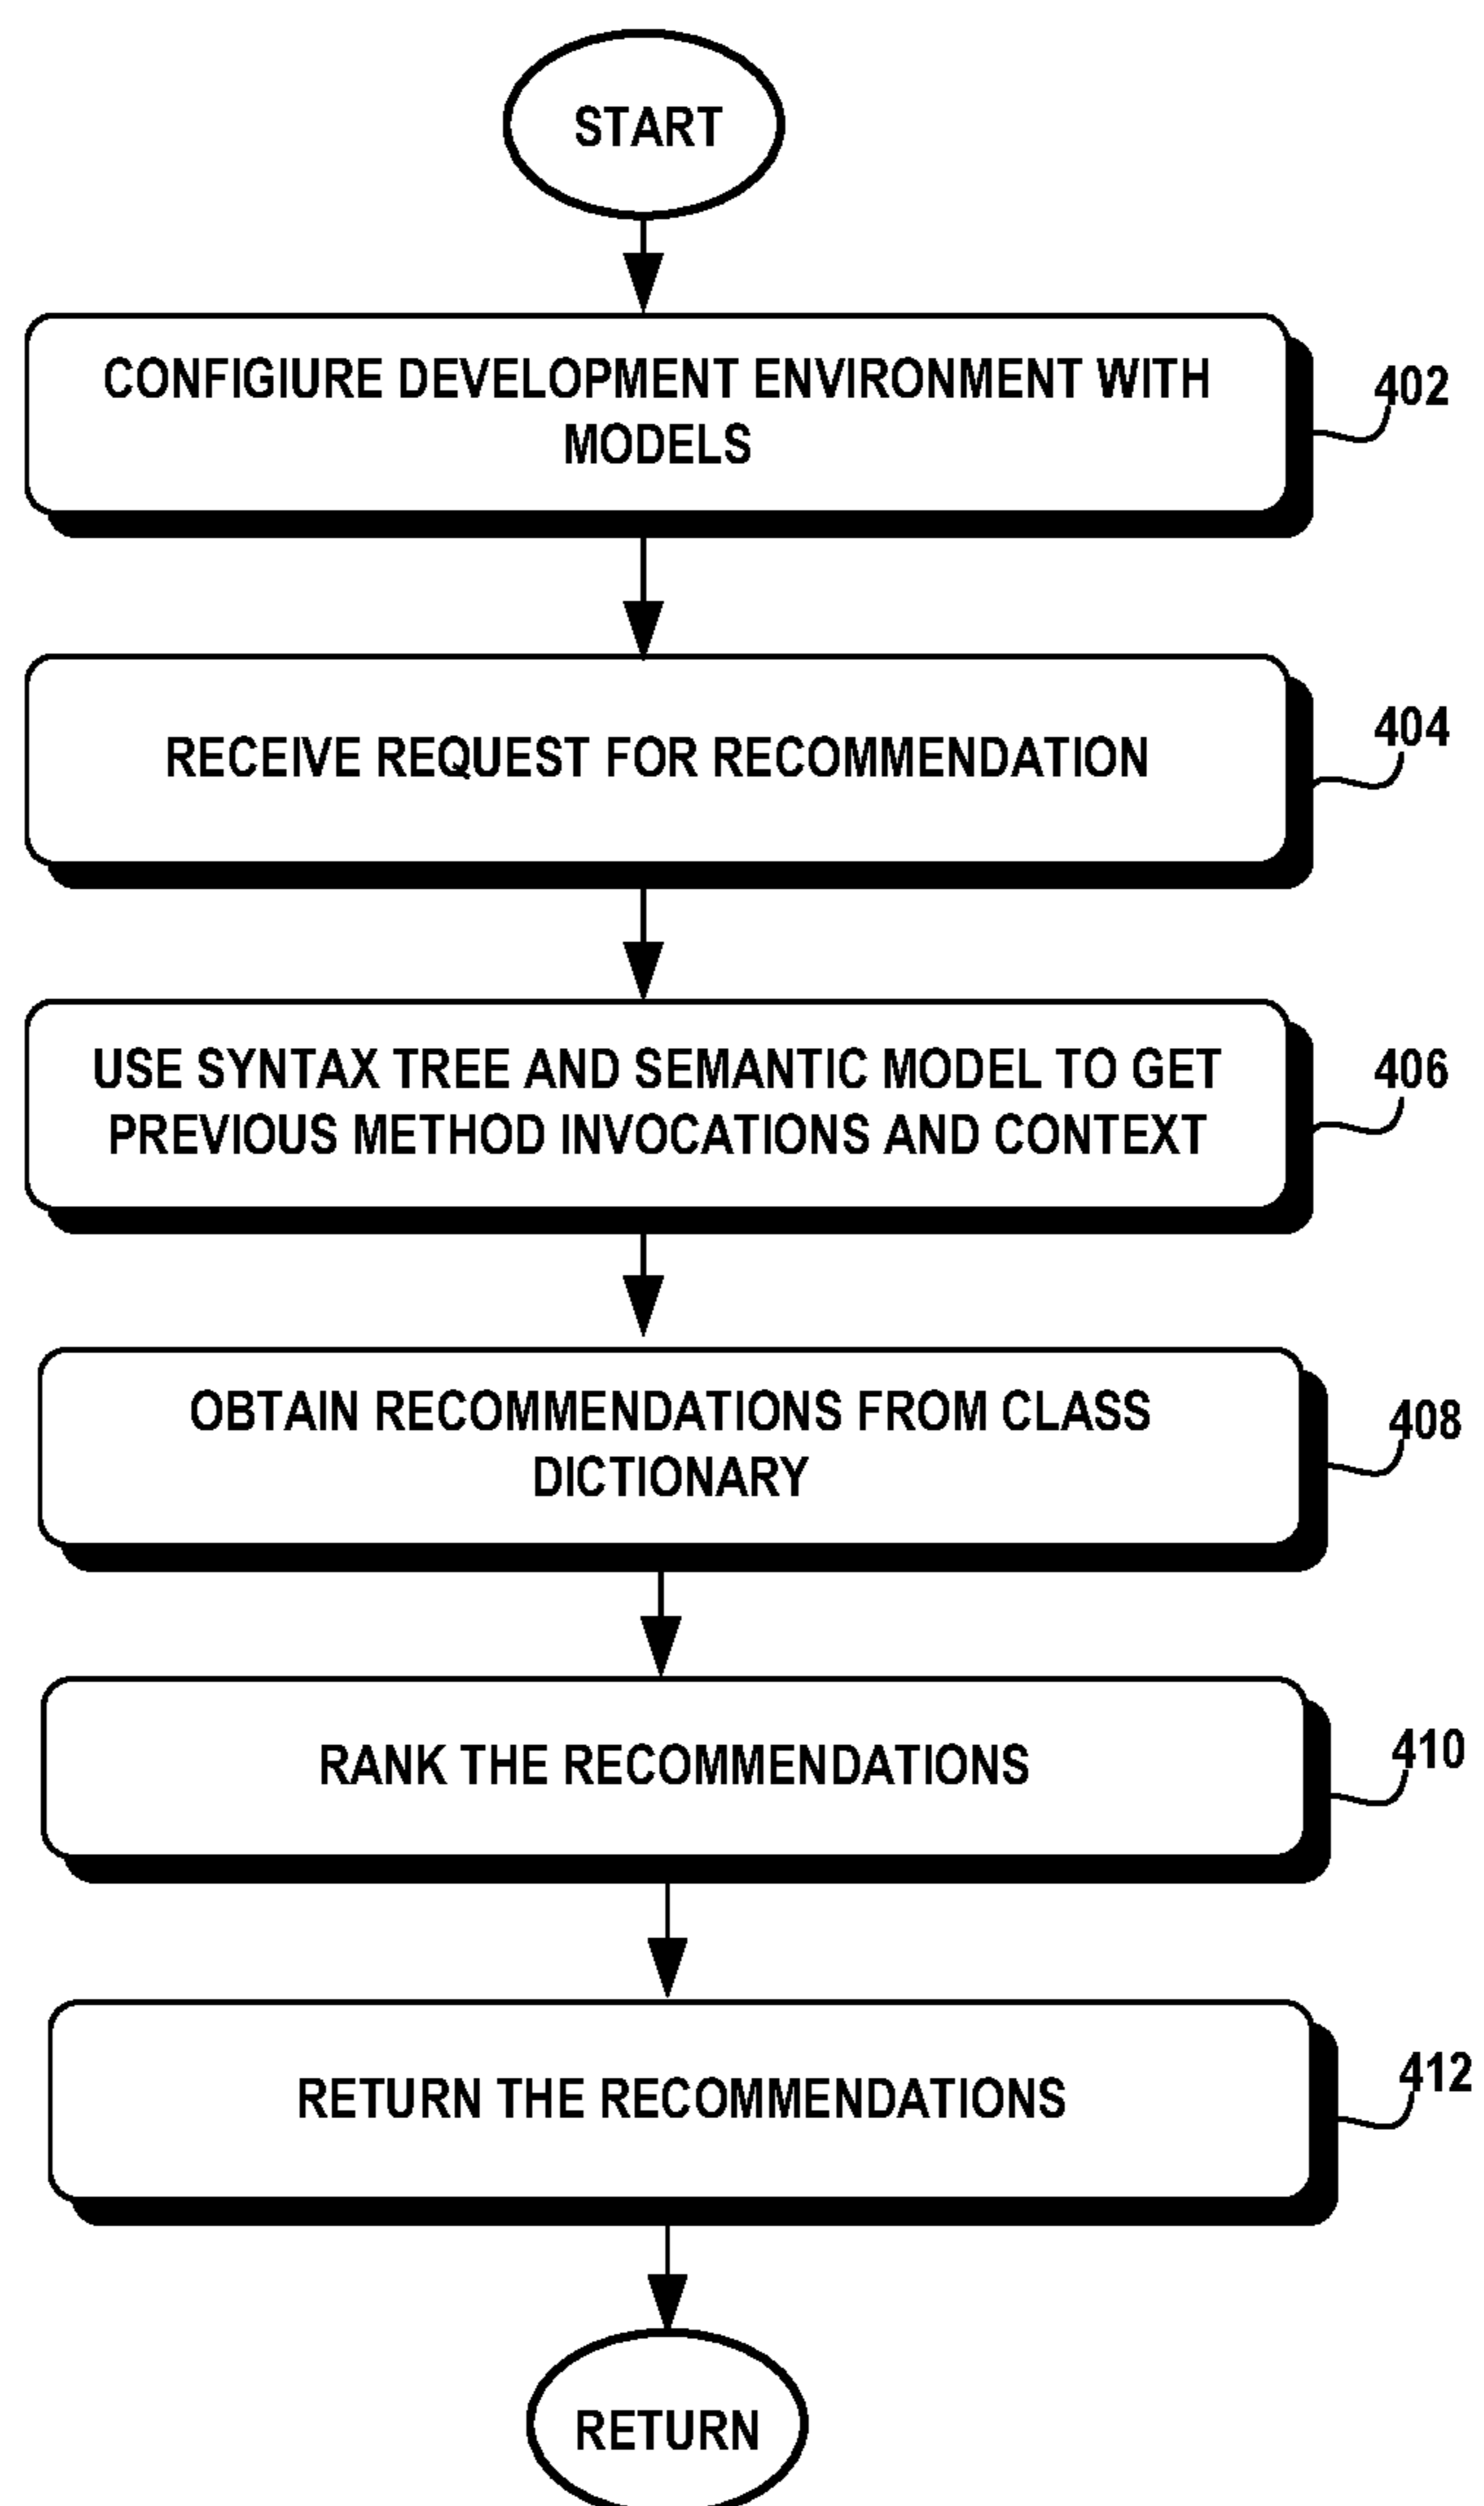 START
CONFIGIURE DEVELOPMENT ENVIRONMENT WITH
MODELS
402
RECEIVE REQUEST FOR RECOMMENDATION
404
USE SYNTAX TREE AND SEMANTIC MODEL TO GET
PREVIOUS METHOD INVOCATIONS AND CONTEXT
406
OBTAIN RECOMMENDATIONS FROM CLASS
DICTIONARY
408
RANK THE RECOMMENDATIONS
410
RETURN THE RECOMMENDATIONS
412
RETURN